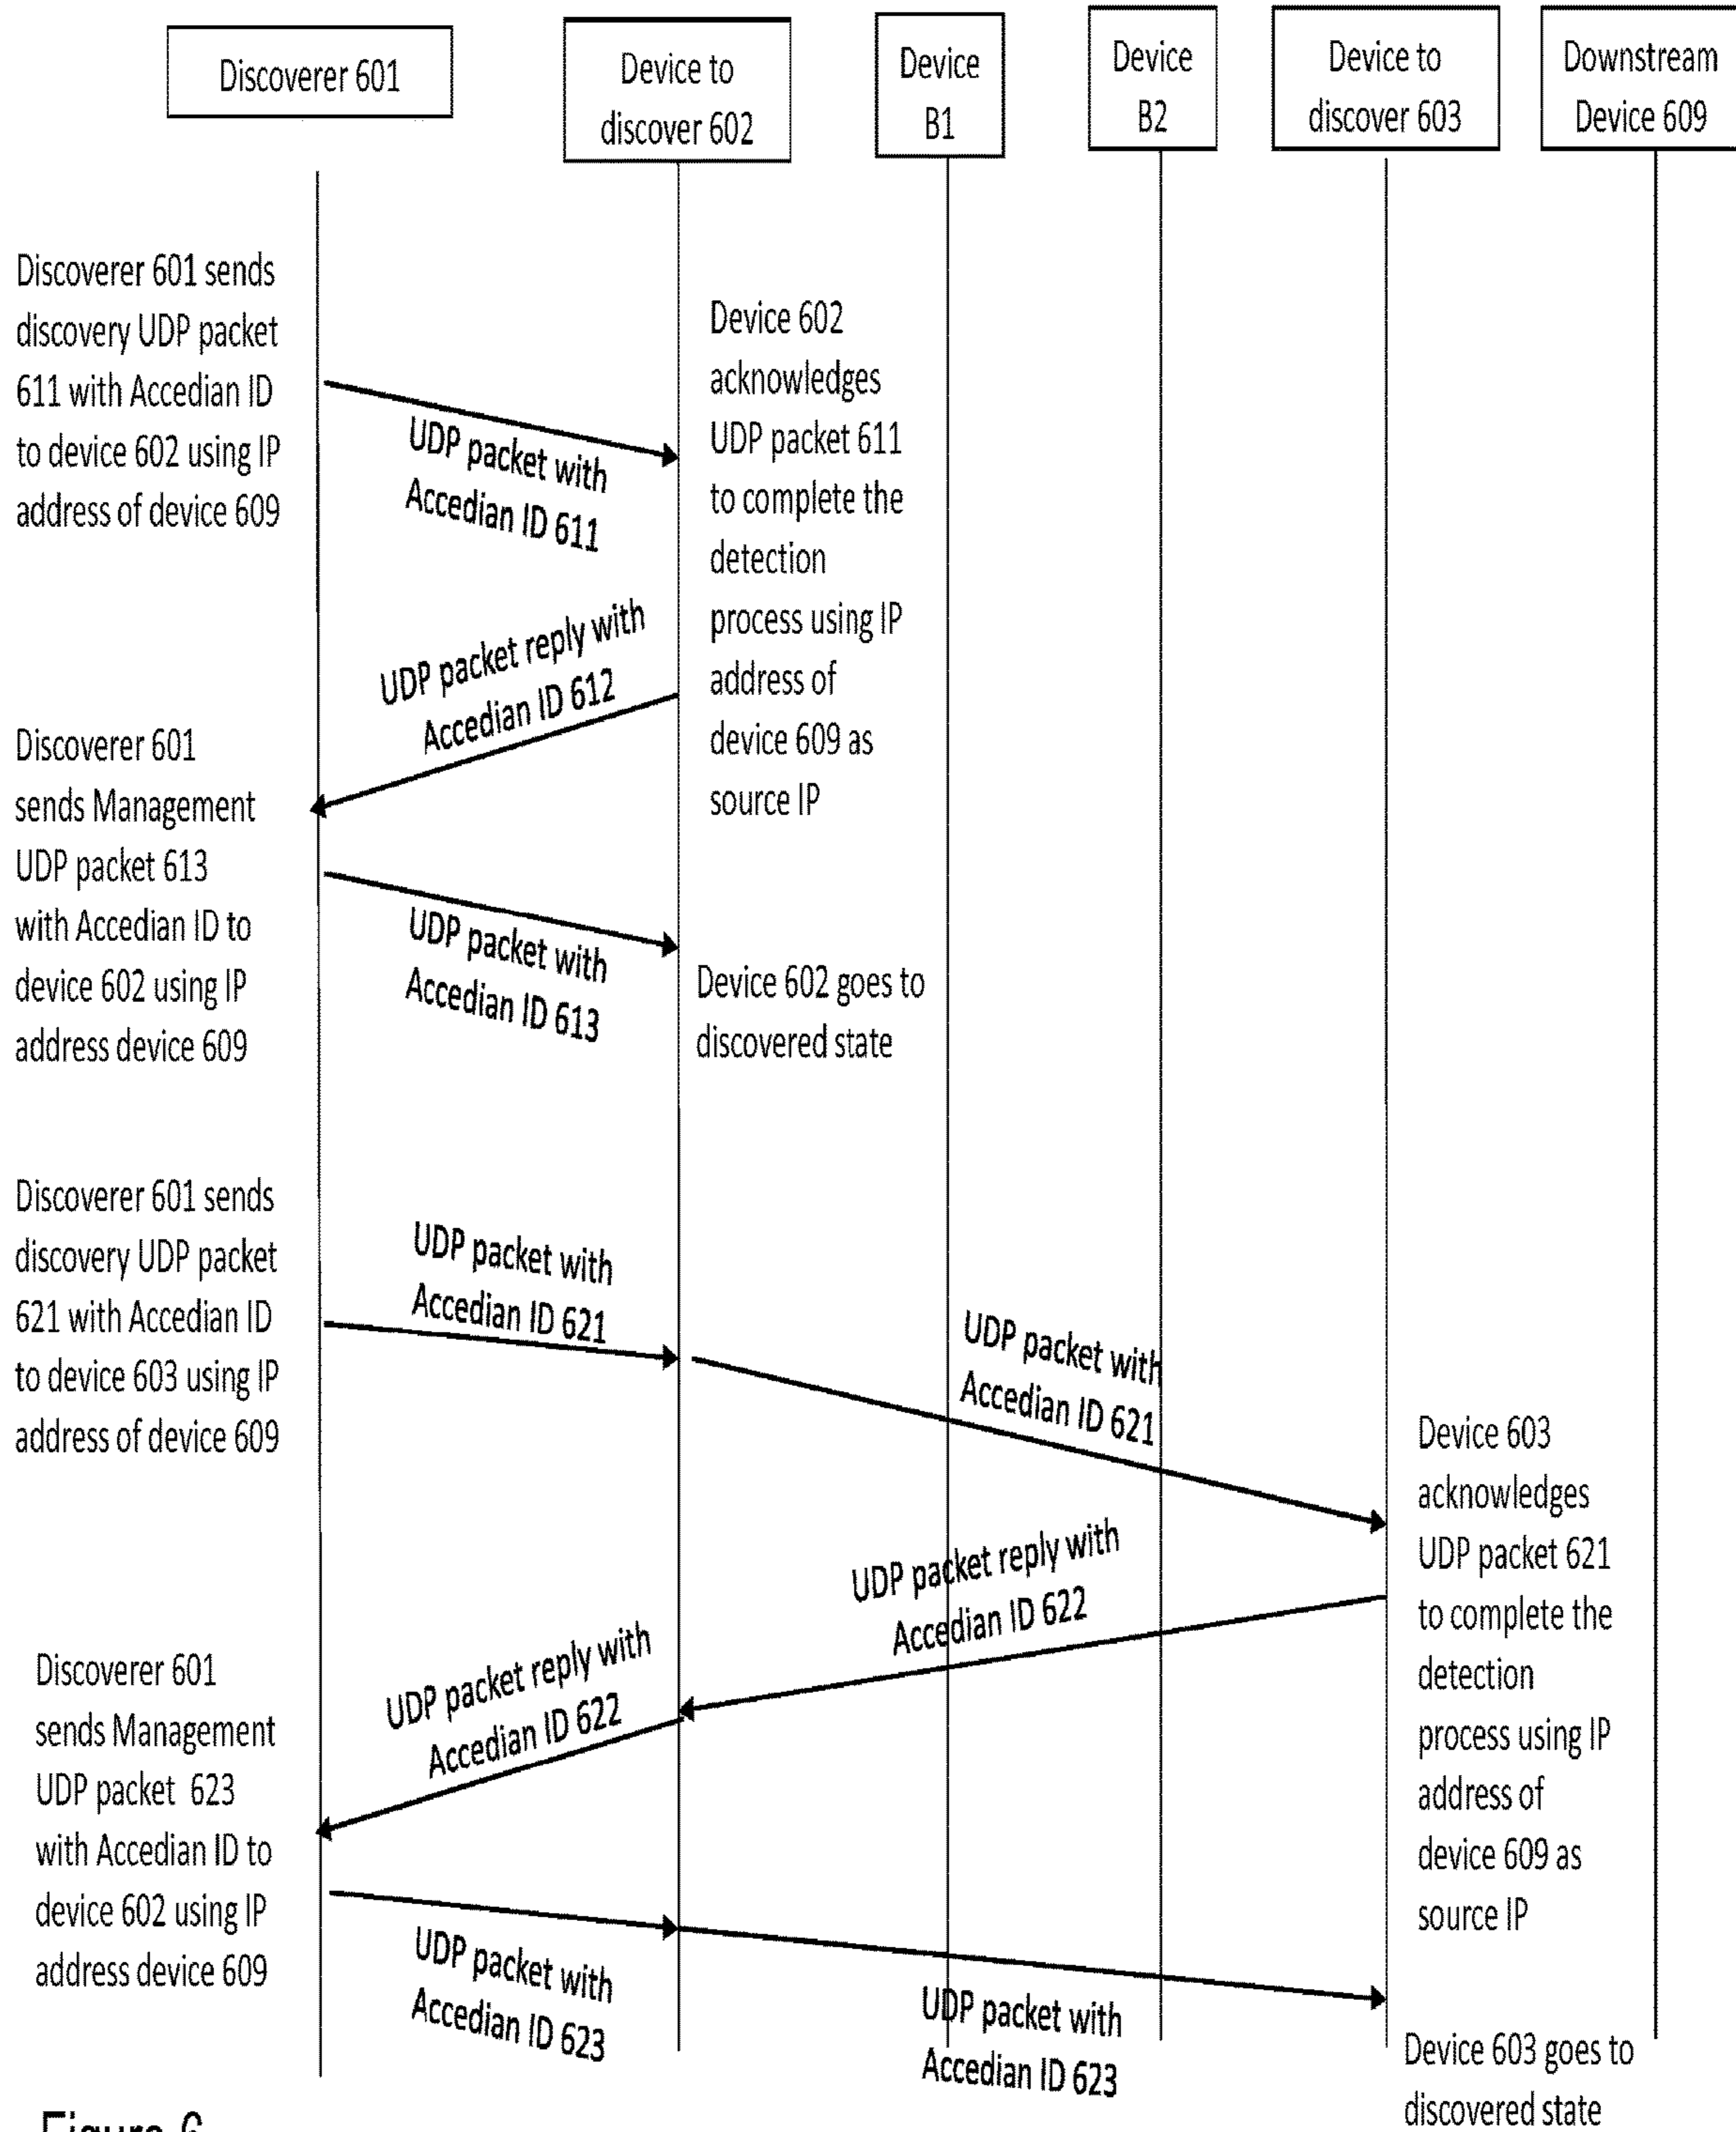 Discoverer 601
Device to
discover 602
Device
B1
Device
B2
Device to
discover 603
Downstream
Device 609
Discoverer 601 sends
discovery UDP packet
611 with Accedian ID
to device 602 using IP
address of device 609
UDP packet with
Accedian ID 611
Device 602
acknowledges
UDP packet 611
to complete the
detection
process using IP
address of
device 609 as
source IP
UDP packet reply with
Accedian ID 612
Discoverer 601
sends Management
UDP packet 613
with Accedian ID to
device 602 using IP
address device 609
UDP packet with
Accedian ID 613
Device 602 goes to
discovered state
Discoverer 601 sends
discovery UDP packet
621 with Accedian ID
to device 603 using IP
address of device 609
UDP packet with
Accedian ID 621
UDP packet with
Accedian ID 621
Device 603
acknowledges
UDP packet 621
to complete the
detection
process using IP
address of
device 609 as
source IP
UDP packet reply with
Accedian ID 622
UDP packet reply with
Accedian ID 622
Discoverer 601
sends Management
UDP packet 623
with Accedian ID to
device 602 using IP
address device 609
UDP packet with
Accedian ID 623
UDP packet with
Accedian ID 623
Device 603 goes to
discovered state
Figure 6